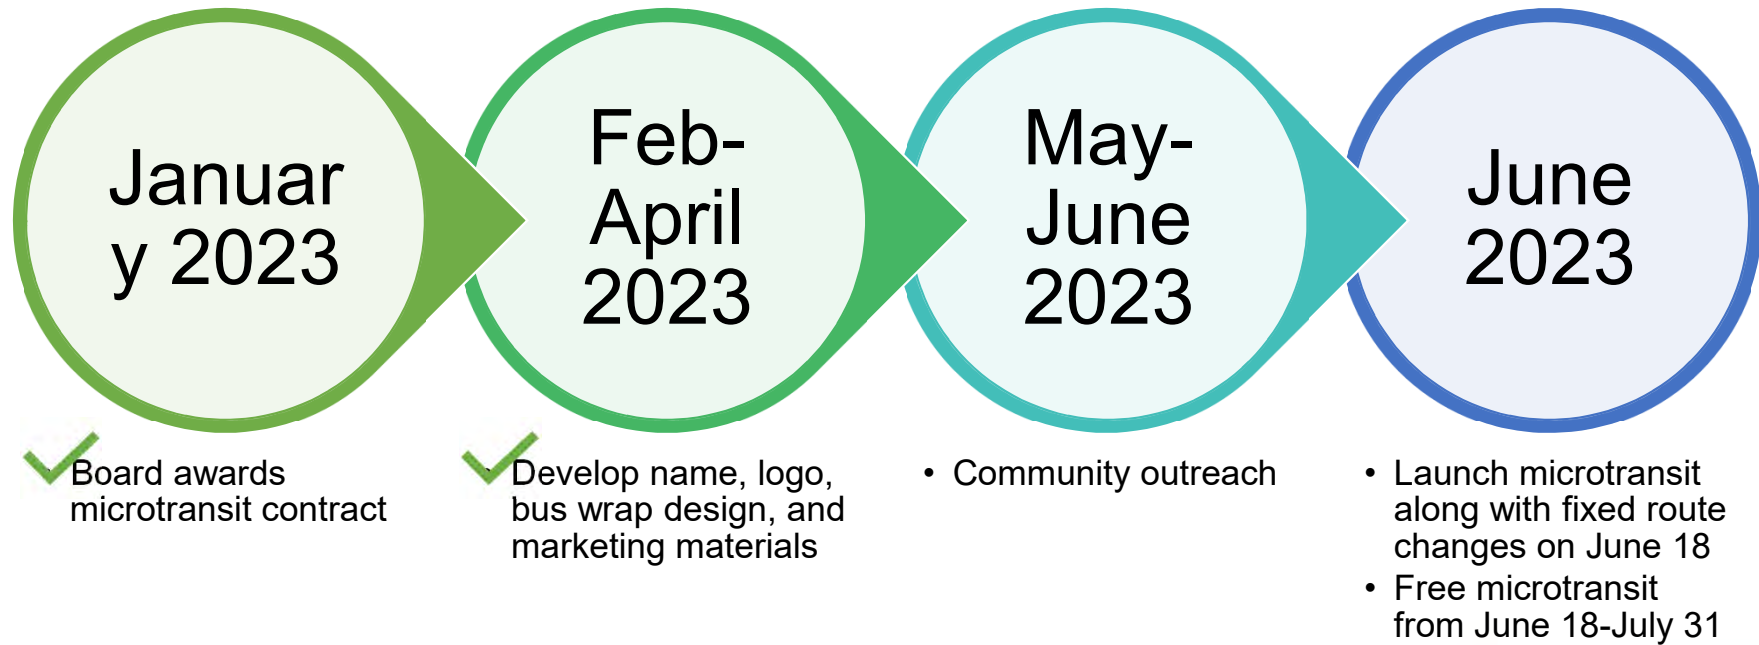 Januar
y 2023
Feb-
April
2023
May-
June
2023
June
2023
Board awards
microtransit contract
Develop name, logo,
bus wrap design, and
marketing materials
• Community outreach
• Launch microtransit
along with fixed route
changes on June 18
• Free microtransit
from June 18-July 31